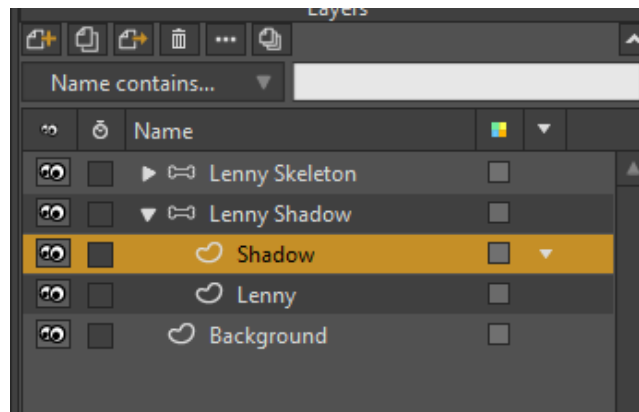 Layers
Name contains...
Name
Lenny Skeleton
Lenny Shadow
Shadow
Lenny
Background